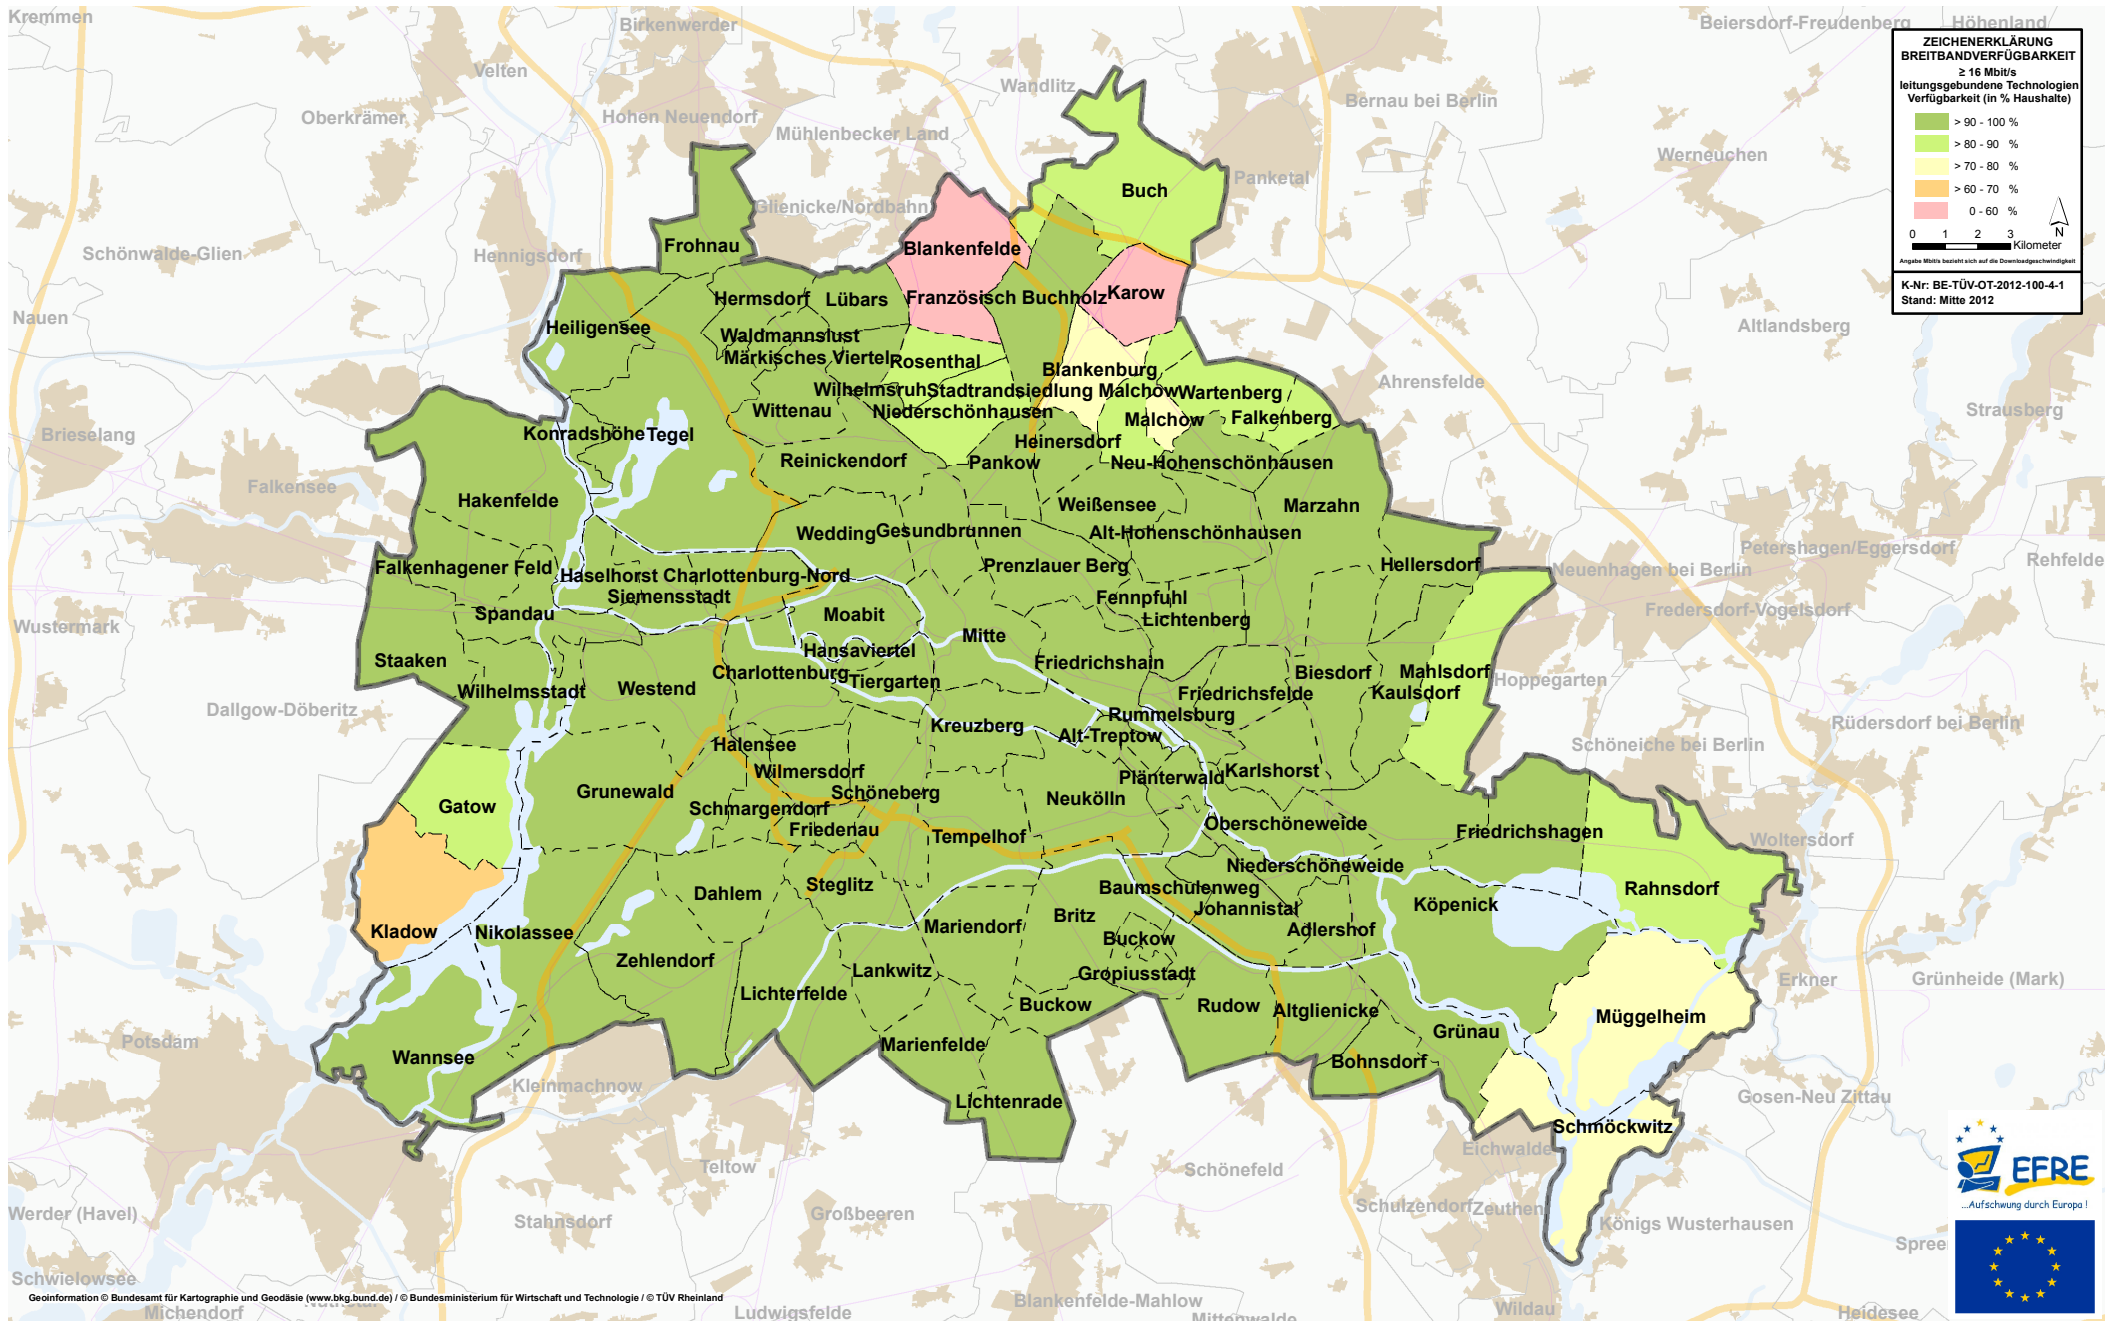 Kremmen
Birkenwerder
Beiersdorf-Freudenberg
Höhenland
Velten
Wandlitz
Bernau bei Berlin
Oberkrämer
Hohen Neuendorf
Mühlenbecker Land
Werneuchen
Panketal
Glienicke/Nordbahn
Schönwalde-Glien
Hennigsdorf
Nauen
Altlandsberg
Ahrensfelde
Strausberg
Brieselang
Falkensee
Petershagen/Eggersdorf
Rehfelde
Neuenhagen bei Berlin
Fredersdorf-Vogelsdorf
Wustermark
Hoppegarten
Dallgow-Döberitz
Rüdersdorf bei Berlin
Schöneiche bei Berlin
Woltersdorf
Erkner
Grünheide (Mark)
Potsdam
Kleinmachnow
Gosen-Neu Zittau
Eichwalde
Teltow
Schönefeld
Schulzendorf
Zeuthen
Werder (Havel)
Stahnsdorf
Großbeeren
Königs Wusterhausen
Spree
Schwielowsee
Michendorf
Ludwigsfelde
Blankenfelde-Mahlow
Mittenwalde
Wildau
Heidesee
ZEICHENERKLÄRUNG
BREITBANDVERFÜGBARKEIT
≥ 16 Mbit/s
leitungsgebundene Technologien
Verfügbarkeit (in % Haushalte)
> 90 - 100 %
> 80 - 90 %
> 70 - 80 %
> 60 - 70 %
0 - 60 %
N
0 1 2 3
Kilometer
Angabe Mbit/s bezieht sich auf die Downloadgeschwindigkeit
K-Nr: BE-TÜV-OT-2012-100-4-1
Stand: Mitte 2012
Buch
Frohnau
Blankenfelde
Karow
Hermsdorf
Lübars
Französisch Buchholz
Heiligensee
Waldmannslust
Märkisches Viertel
Rosenthal
Blankenburg
Wilhelmsruh
Stadtrandsiedlung Malchow
Wartenberg
Wittenau
Niederschönhausen
Malchow
Falkenberg
Konradshöhe
Tegel
Heinersdorf
Reinickendorf
Pankow
Neu-Hohenschönhausen
Hakenfelde
Weißensee
Marzahn
Wedding
Gesundbrunnen
Alt-Hohenschönhausen
Falkenhagener Feld
Haselhorst
Charlottenburg-Nord
Prenzlauer Berg
Hellersdorf
Siemensstadt
Fennpfuhl
Spandau
Moabit
Lichtenberg
Mitte
Hansaviertel
Staaken
Friedrichshain
Charlottenburg
Tiergarten
Biesdorf
Mahlsdorf
Wilhelmsstadt
Westend
Friedrichsfelde
Kaulsdorf
Rummelsburg
Kreuzberg
Alt-Treptow
Halensee
Wilmersdorf
Plänterwald
Karlshorst
Gatow
Grunewald
Schöneberg
Neukölln
Schmargendorf
Friedenau
Tempelhof
Oberschöneweide
Friedrichshagen
Niederschöneweide
Dahlem
Steglitz
Baumschulenweg
Rahnsdorf
Johannistal
Köpenick
Kladow
Nikolassee
Mariendorf
Britz
Adlershof
Buckow
Zehlendorf
Lankwitz
Gropiusstadt
Lichterfelde
Buckow
Rudow
Altglienicke
Müggelheim
Grünau
Wannsee
Marienfelde
Bohnsdorf
Lichtenrade
Schmöckwitz
EFRE
...Aufschwung durch Europa !
Geoinformation © Bundesamt für Kartographie und Geodäsie (www.bkg.bund.de) / © Bundesministerium für Wirtschaft und Technologie / © TÜV Rheinland